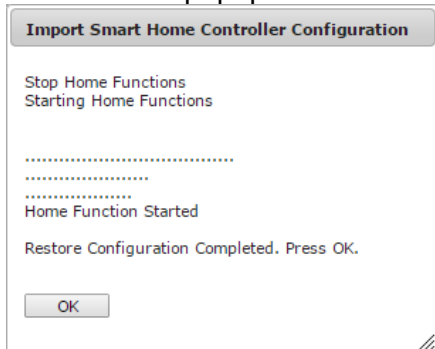 Import Smart Home Controller Configuration
Stop Home Functions
Starting Home Functions
.....................................
......................
...................
Home Function Started
Restore Configuration Completed. Press OK.
OK